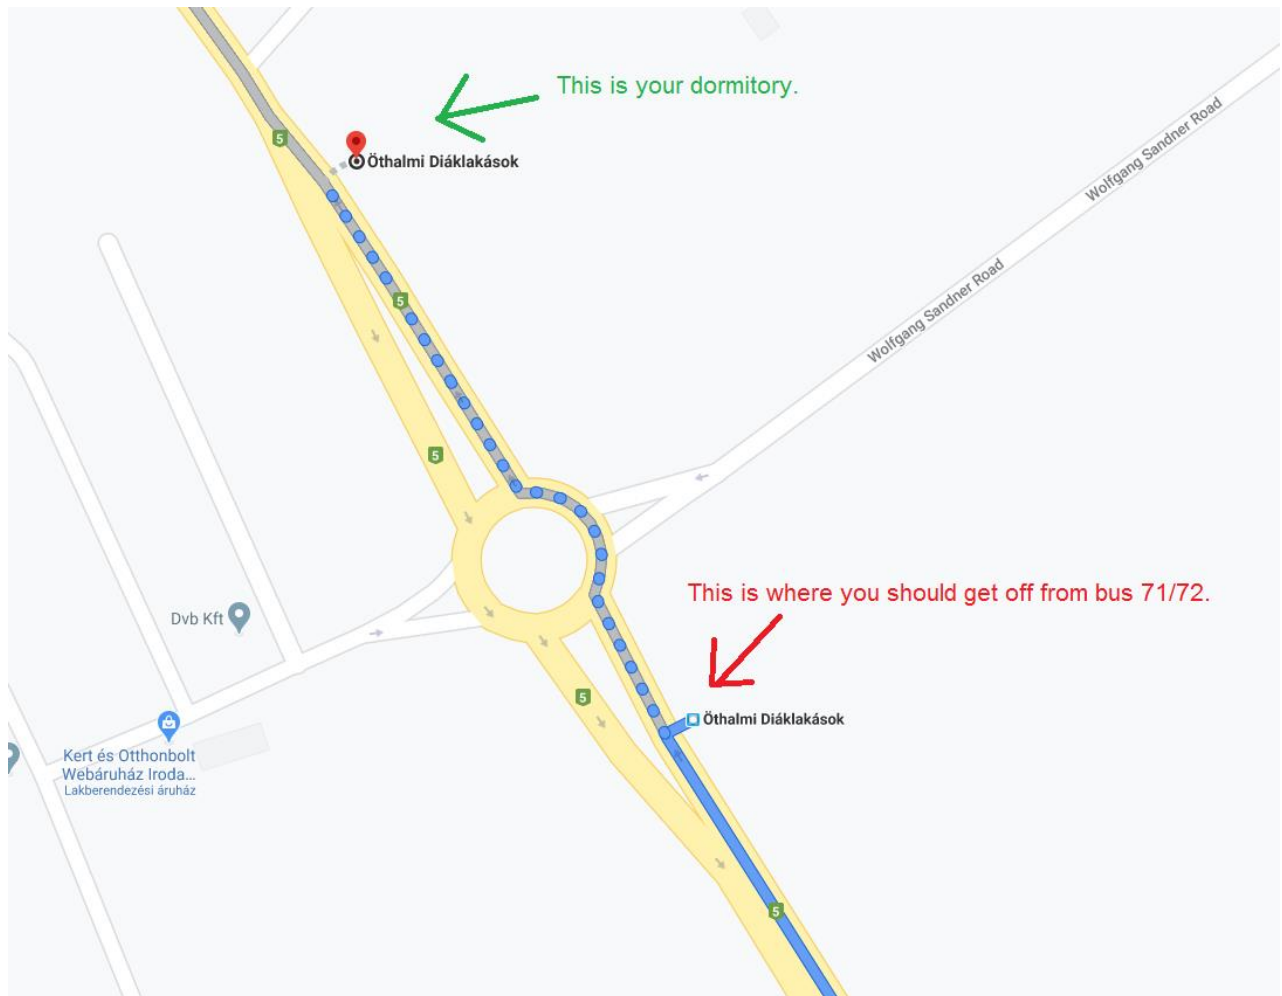 This is your dormitory.
5
Öthalmi Diáklakások
Wolfgang Sandner Road
5
Wolfgang Sandner Road
5
This is where you should get off from bus 71/72.
Dvb Kft
5
Öthalmi Diáklakások
Kert és Otthonbolt
Webáruház Iroda...
Lakberendezési áruház
5